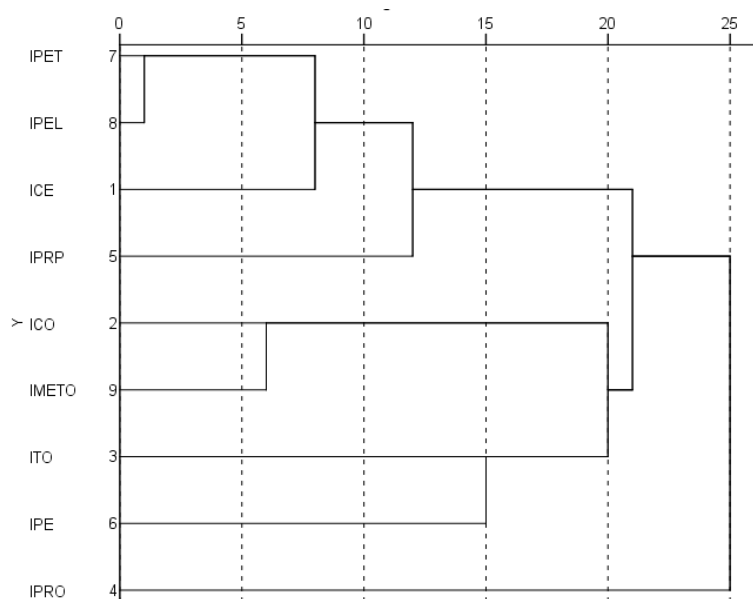 0 5 10 15 20 25
IPET 7
IPEL 8
ICE 1
IPRP 5
Y
ICO 2
IMETO 9
ITO 3
IPE 6
IPRO 4